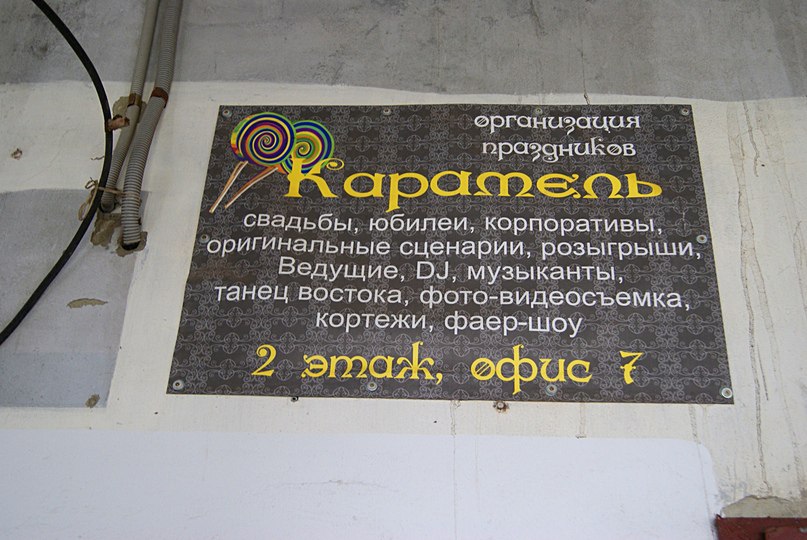 организация
праздников
Карамель
свадьбы, юбилеи, корпоративы,
оригинальные сценарии, розыгрыши,
Ведущие, DJ, музыканты,
танец востока, фото-видеосъемка,
кортежи, фаер-шоу
2 этаж, офис 7